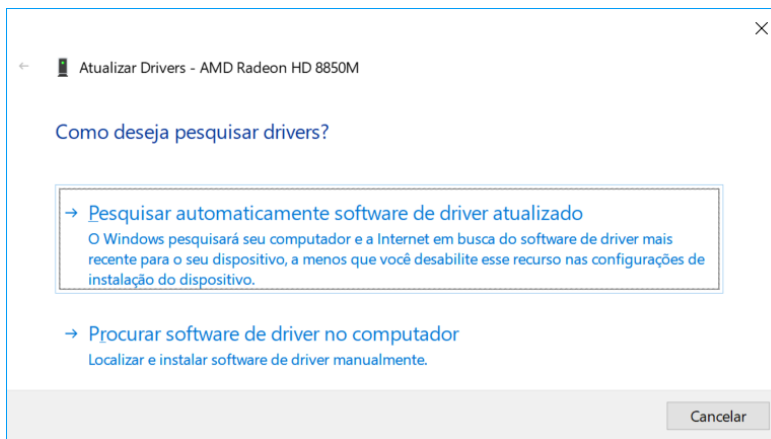 Atualizar Drivers - AMD Radeon HD 8850M
Como deseja pesquisar drivers?
Pesquisar automaticamente software de driver atualizado
O Windows pesquisará seu computador e a Internet em busca do software de driver mais
recente para o seu dispositivo, a menos que você desabilite esse recurso nas configurações de
instalação do dispositivo.
Procurar software de driver no computador
Localizar e instalar software de driver manualmente.
Cancelar